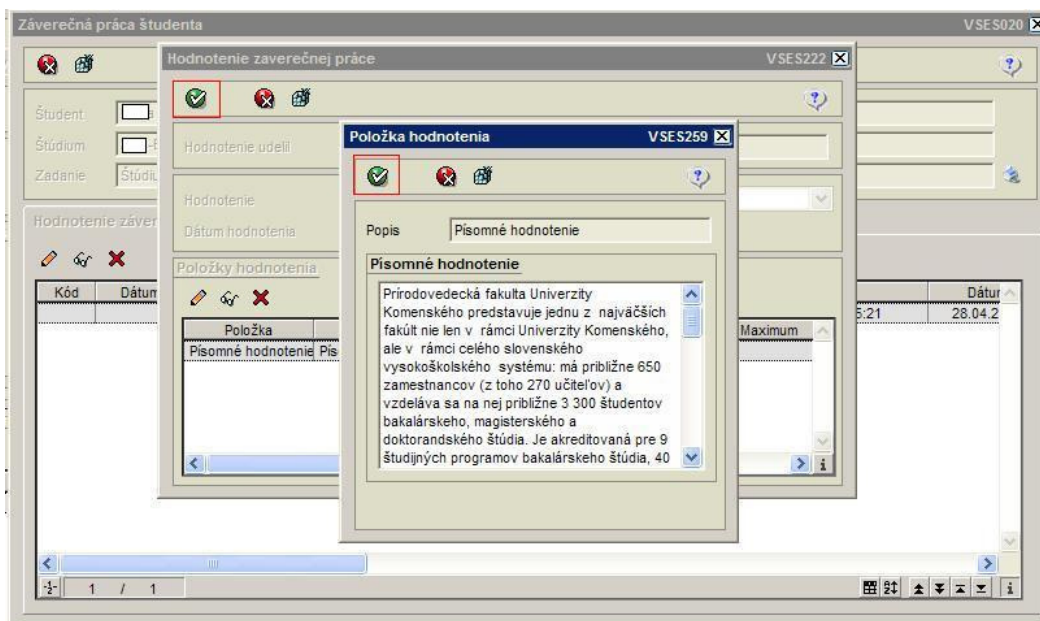 Záverečná práca študenta VSES020
Hodnotenie zaverečnej práce VSES222
Študent
Štúdium
Hodnotenie udelil
Zadanie
Hodnotenie
Dátum hodnotenia
Položky hodnotenia
Položka hodnotenia VSES259
Popis Písomné hodnotenie
Písomné hodnotenie
Prírodovedecká fakulta Univerzity
Komenského predstavuje jednu z najväčších
fakúlt nie len v rámci Univerzity Komenského,
ale v rámci celého slovenského
vysokoškolského systému: má približne 650
zamestnancov (z toho 270 učiteľov) a
vzdeláva sa na nej približne 3 300 študentov
bakalárskeho, magisterského a
doktorandského štúdia. Je akreditovaná pre 9
študijných programov bakalárskeho štúdia, 40
Kód Dátum
Položka Maximum
Písomné hodnotenie
5:21 28.04.2
1 / 1